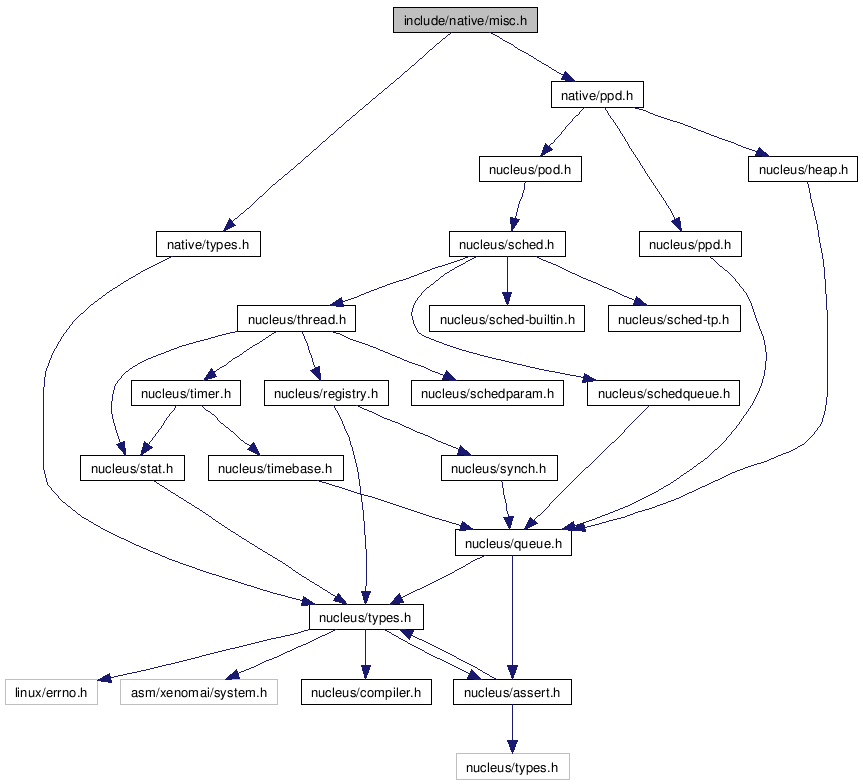 include/native/misc.h
native/ppd.h
nucleus/pod.h
nucleus/heap.h
native/types.h
nucleus/sched.h
nucleus/ppd.h
nucleus/thread.h
nucleus/sched-builtin.h
nucleus/sched-tp.h
nucleus/timer.h
nucleus/registry.h
nucleus/schedparam.h
nucleus/schedqueue.h
nucleus/stat.h
nucleus/timebase.h
nucleus/synch.h
nucleus/queue.h
nucleus/types.h
linux/errno.h
asm/xenomai/system.h
nucleus/compiler.h
nucleus/assert.h
nucleus/types.h